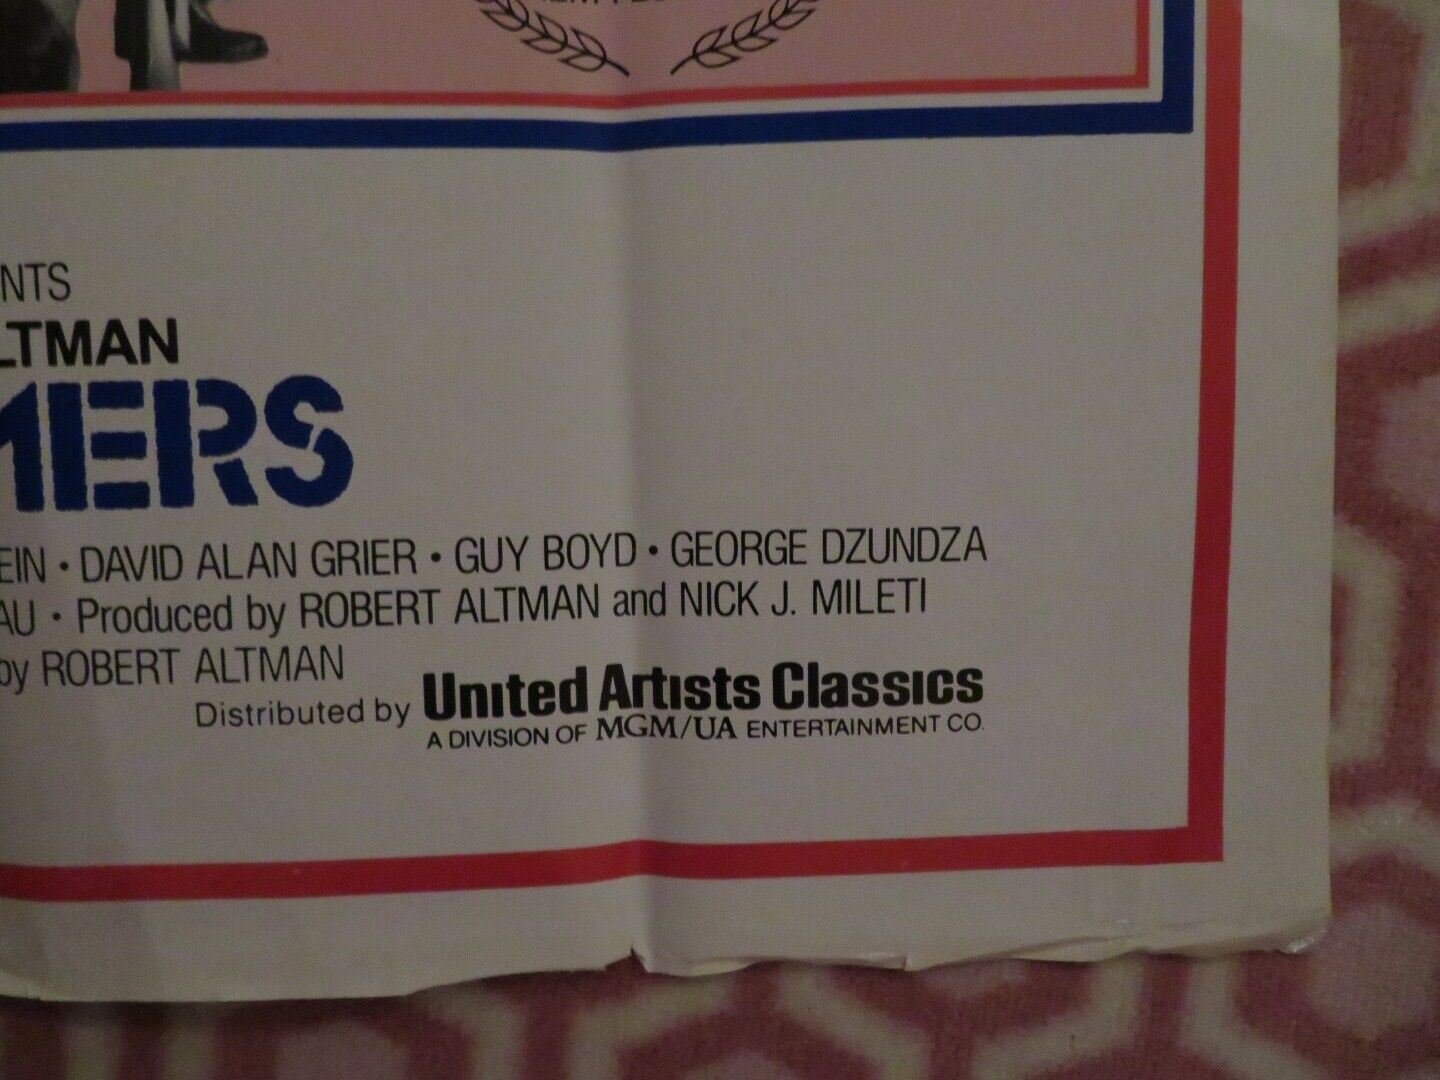 NTS
LTMAN
MERS
EIN • DAVID ALAN GRIER • GUY BOYD • GEORGE DZUNDZA
AU • Produced by ROBERT ALTMAN and NICK J. MILETI
by ROBERT ALTMAN
Distributed by United Artists Classics
A DIVISION OF MGM/UA ENTERTAINMENT CO.